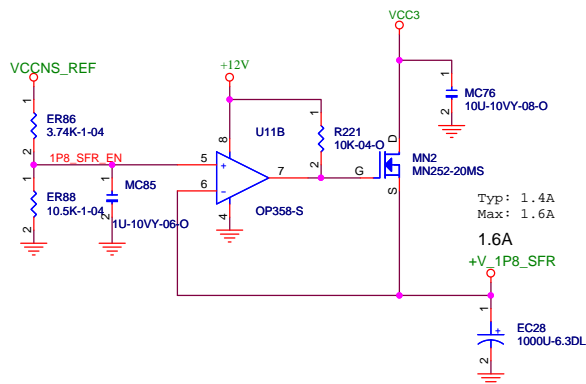 VCC3
VCCNS_REF
+12V
1
1
MC76
10U-10VY-08-O
2
1
ER86
3.74K-1-04
2
U11B
8
1
R221
10K-04-O
2
D
MN2
MN252-20MS
G
S
1P8_SFR_EN
5
+
7
6
-
4
OP358-S
1
ER88
10.5K-1-04
2
1
MC85
1U-10VY-06-O
2
Typ: 1.4A
Max: 1.6A
1.6A
+V_1P8_SFR
1
+
EC28
1000U-6.3DL
2